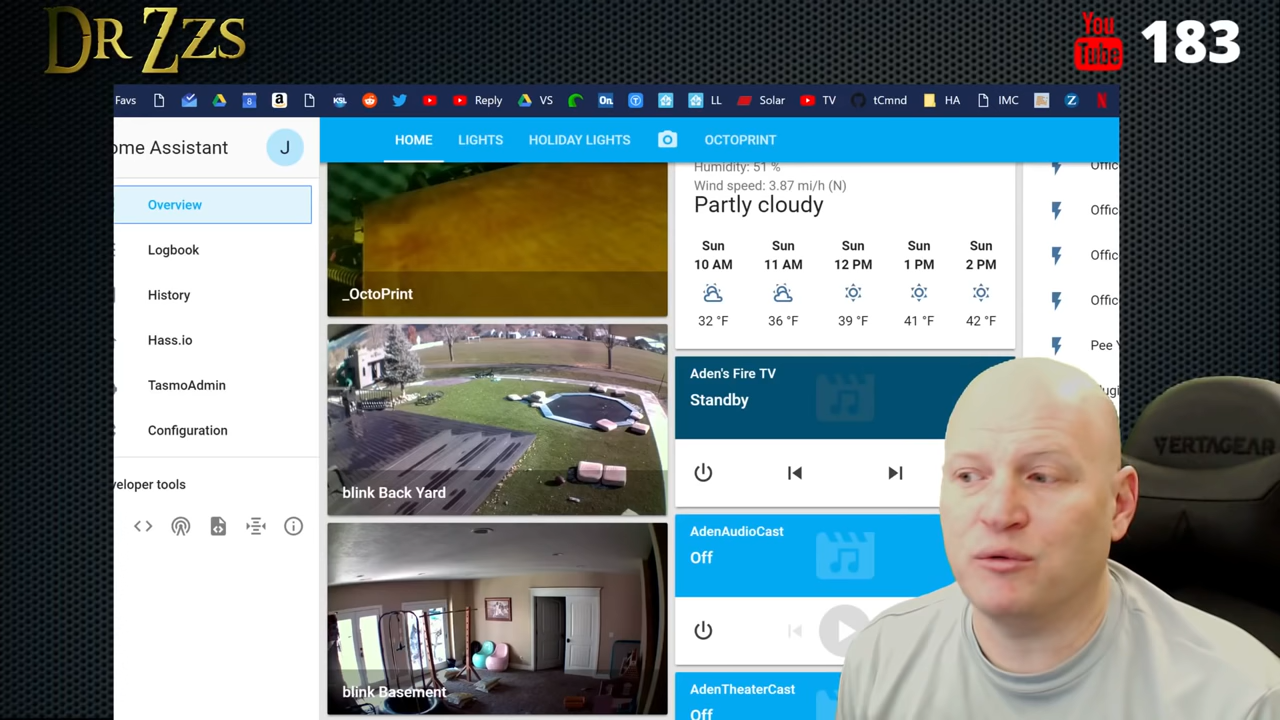 DR ZZS
You
Tube
183
Favs
8
a
KSL
Reply
VS
On
LL
Solar
TV
tCmnd
HA
IMC
Z
N
ome Assistant
J
HOME
LIGHTS
HOLIDAY LIGHTS
OCTOPRINT
Overview
Logbook
History
Hass.io
TasmoAdmin
Configuration
veloper tools
_OctoPrint
blink Back Yard
blink Basement
Humidity: 51 %
Wind speed: 3.87 mi/h (N)
Partly cloudy
Sun Sun Sun Sun Sun
10 AM 11 AM 12 PM 1 PM 2 PM
32 °F 36 °F 39 °F 41 °F 42 °F
Aden's Fire TV
Standby
AdenAudioCast
Off
AdenTheaterCast
Off
Offic
Offic
Offic
Offic
Pee
VERTAGEAR